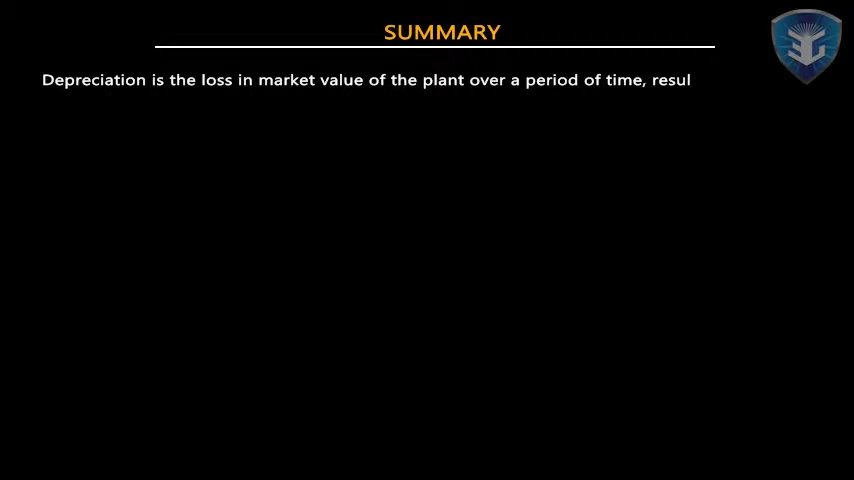 SUMMARY
Depreciation is the loss in market value of the plant over a period of time, resul